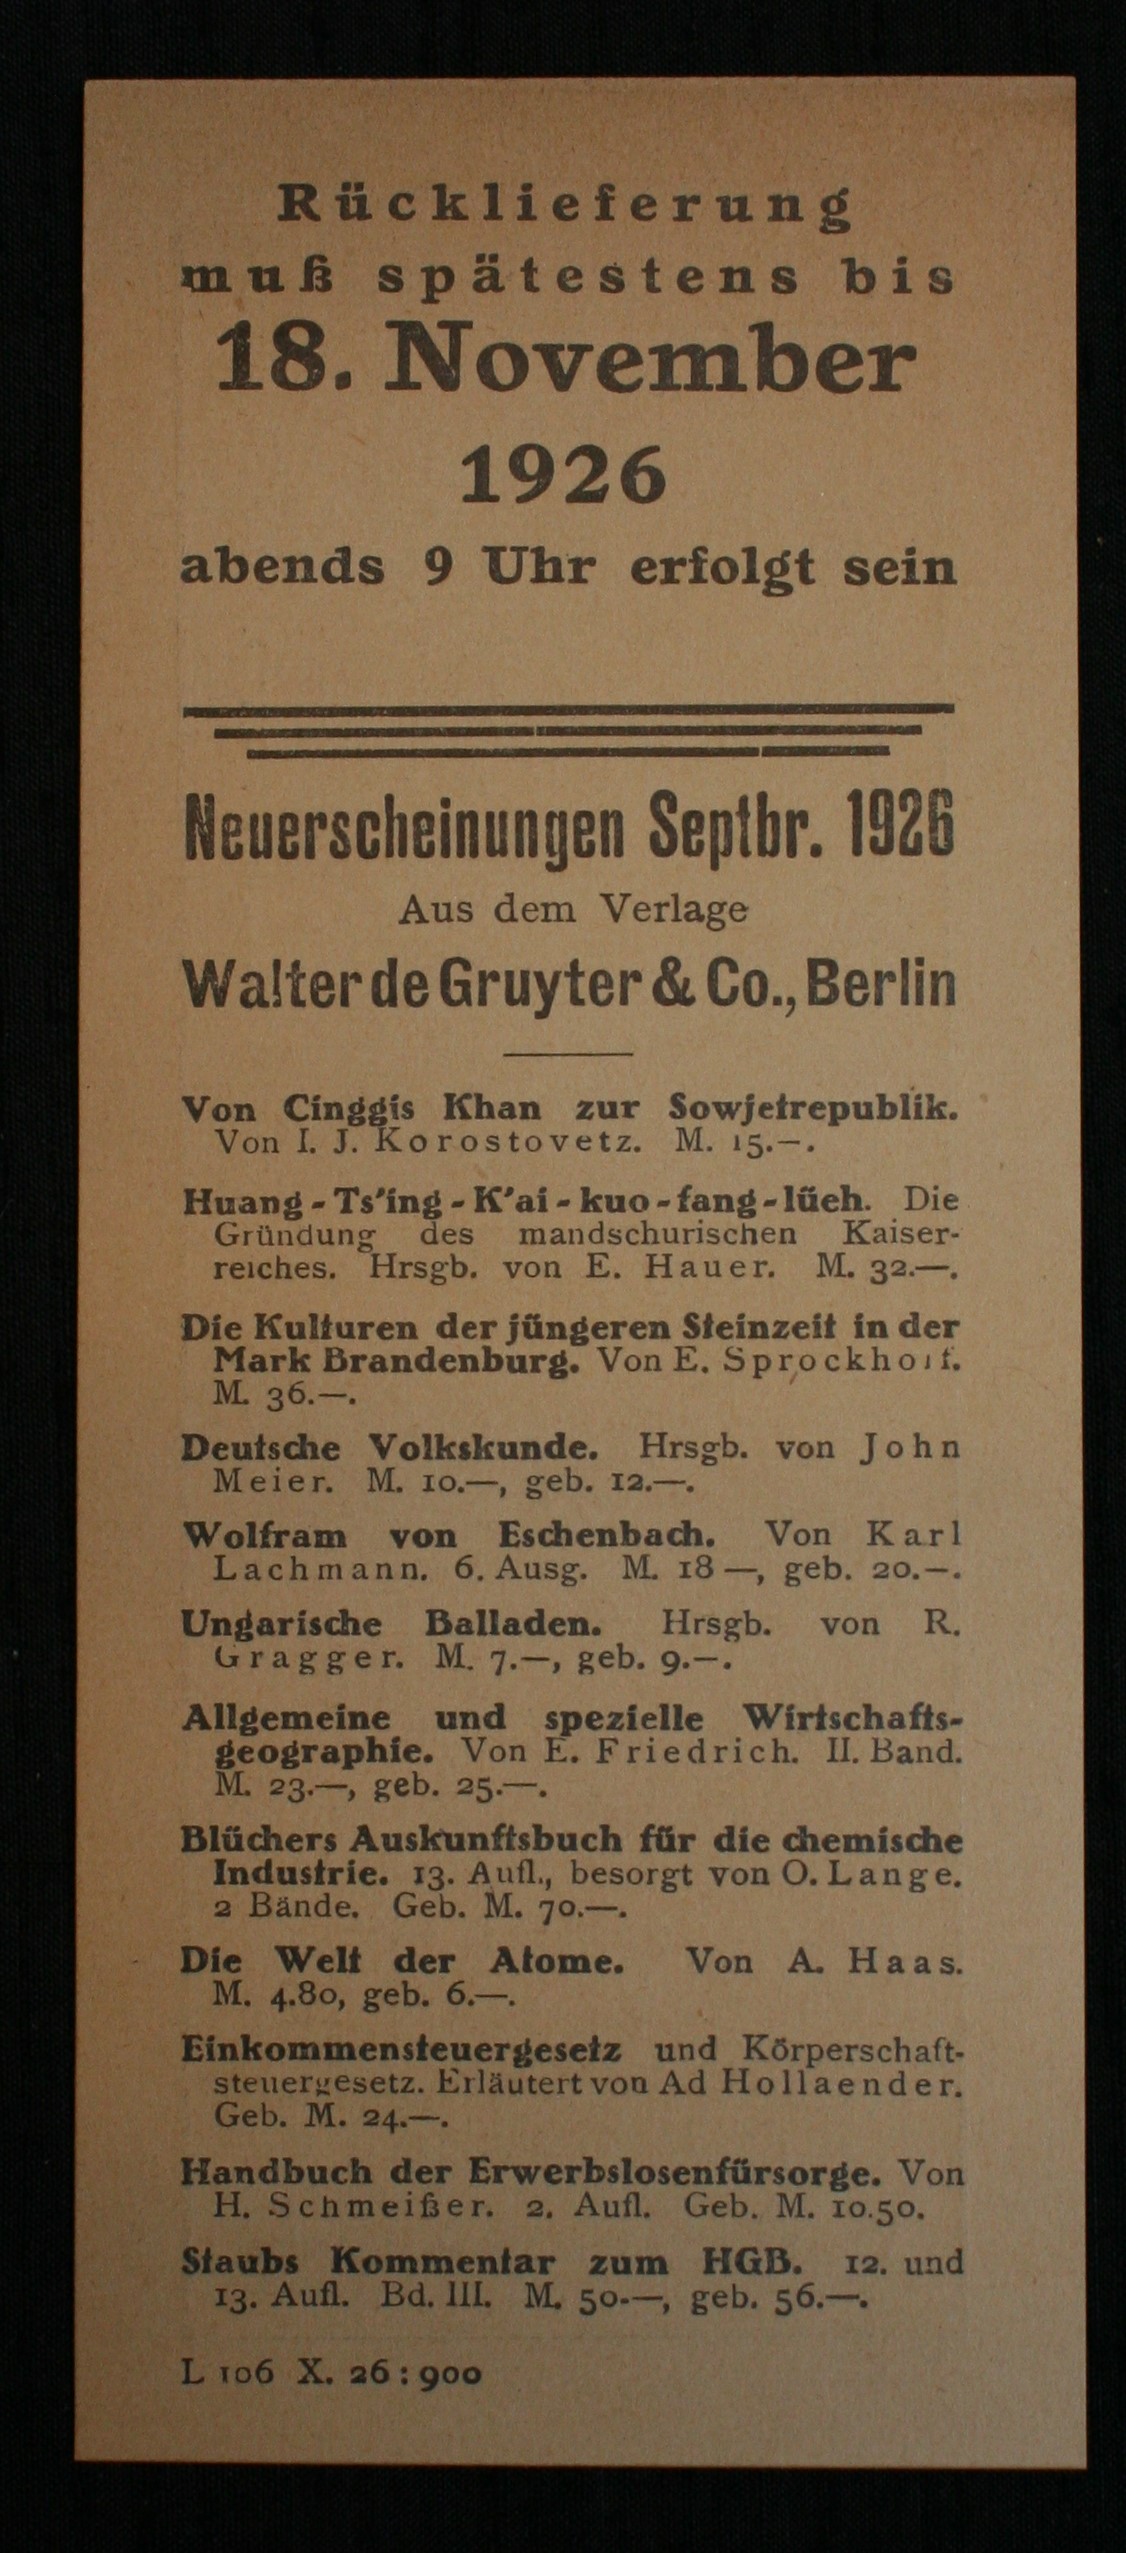 Rücklieferung
muß spätestens bis
18. November
1926
abends 9 Uhr erfolgt sein
Neuerscheinungen Septbr. 1926
Aus dem Verlage
Walter de Gruyter & Co., Berlin
Von Cinggis Khan zur Sowjetrepublik.
Von I. J. Korostovetz. M. 15.—.
Huang-Ts'ing-K'ai-kuo-fang-lüeh. Die
Gründung des mandschurischen Kaiser-
reiches. Hrsgb. von E. Hauer. M. 32.—.
Die Kulturen der jüngeren Steinzeit in der
Mark Brandenburg. Von E. Sprockhoff.
M. 36.—.
Deutsche Volkskunde. Hrsgb. von John
Meier. M. 10.—, geb. 12.—.
Wolfram von Eschenbach. Von Karl
Lachmann. 6. Ausg. M. 18—, geb. 20.—.
Ungarische Balladen. Hrsgb. von R.
Gragger. M. 7.—, geb. 9.—.
Allgemeine und spezielle Wirtschafts-
geographie. Von E. Friedrich. II. Band.
M. 23.—, geb. 25.—.
Blüchers Auskunftsbuch für die chemische
Industrie. 13. Aufl., besorgt von O. Lange.
2 Bände. Geb. M. 70.—.
Die Welt der Atome. Von A. Haas.
M. 4.80, geb. 6.—.
Einkommensteuergesetz und Körperschaft-
steuergesetz. Erläutert von Ad Hollaender.
Geb. M. 24.—.
Handbuch der Erwerbslosenfürsorge. Von
H. Schmeißer. 2. Aufl. Geb. M. 10.50.
Staubs Kommentar zum HGB. 12. und
13. Aufl. Bd. III. M. 50.—, geb. 56.—.
L 106 X. 26 : 900